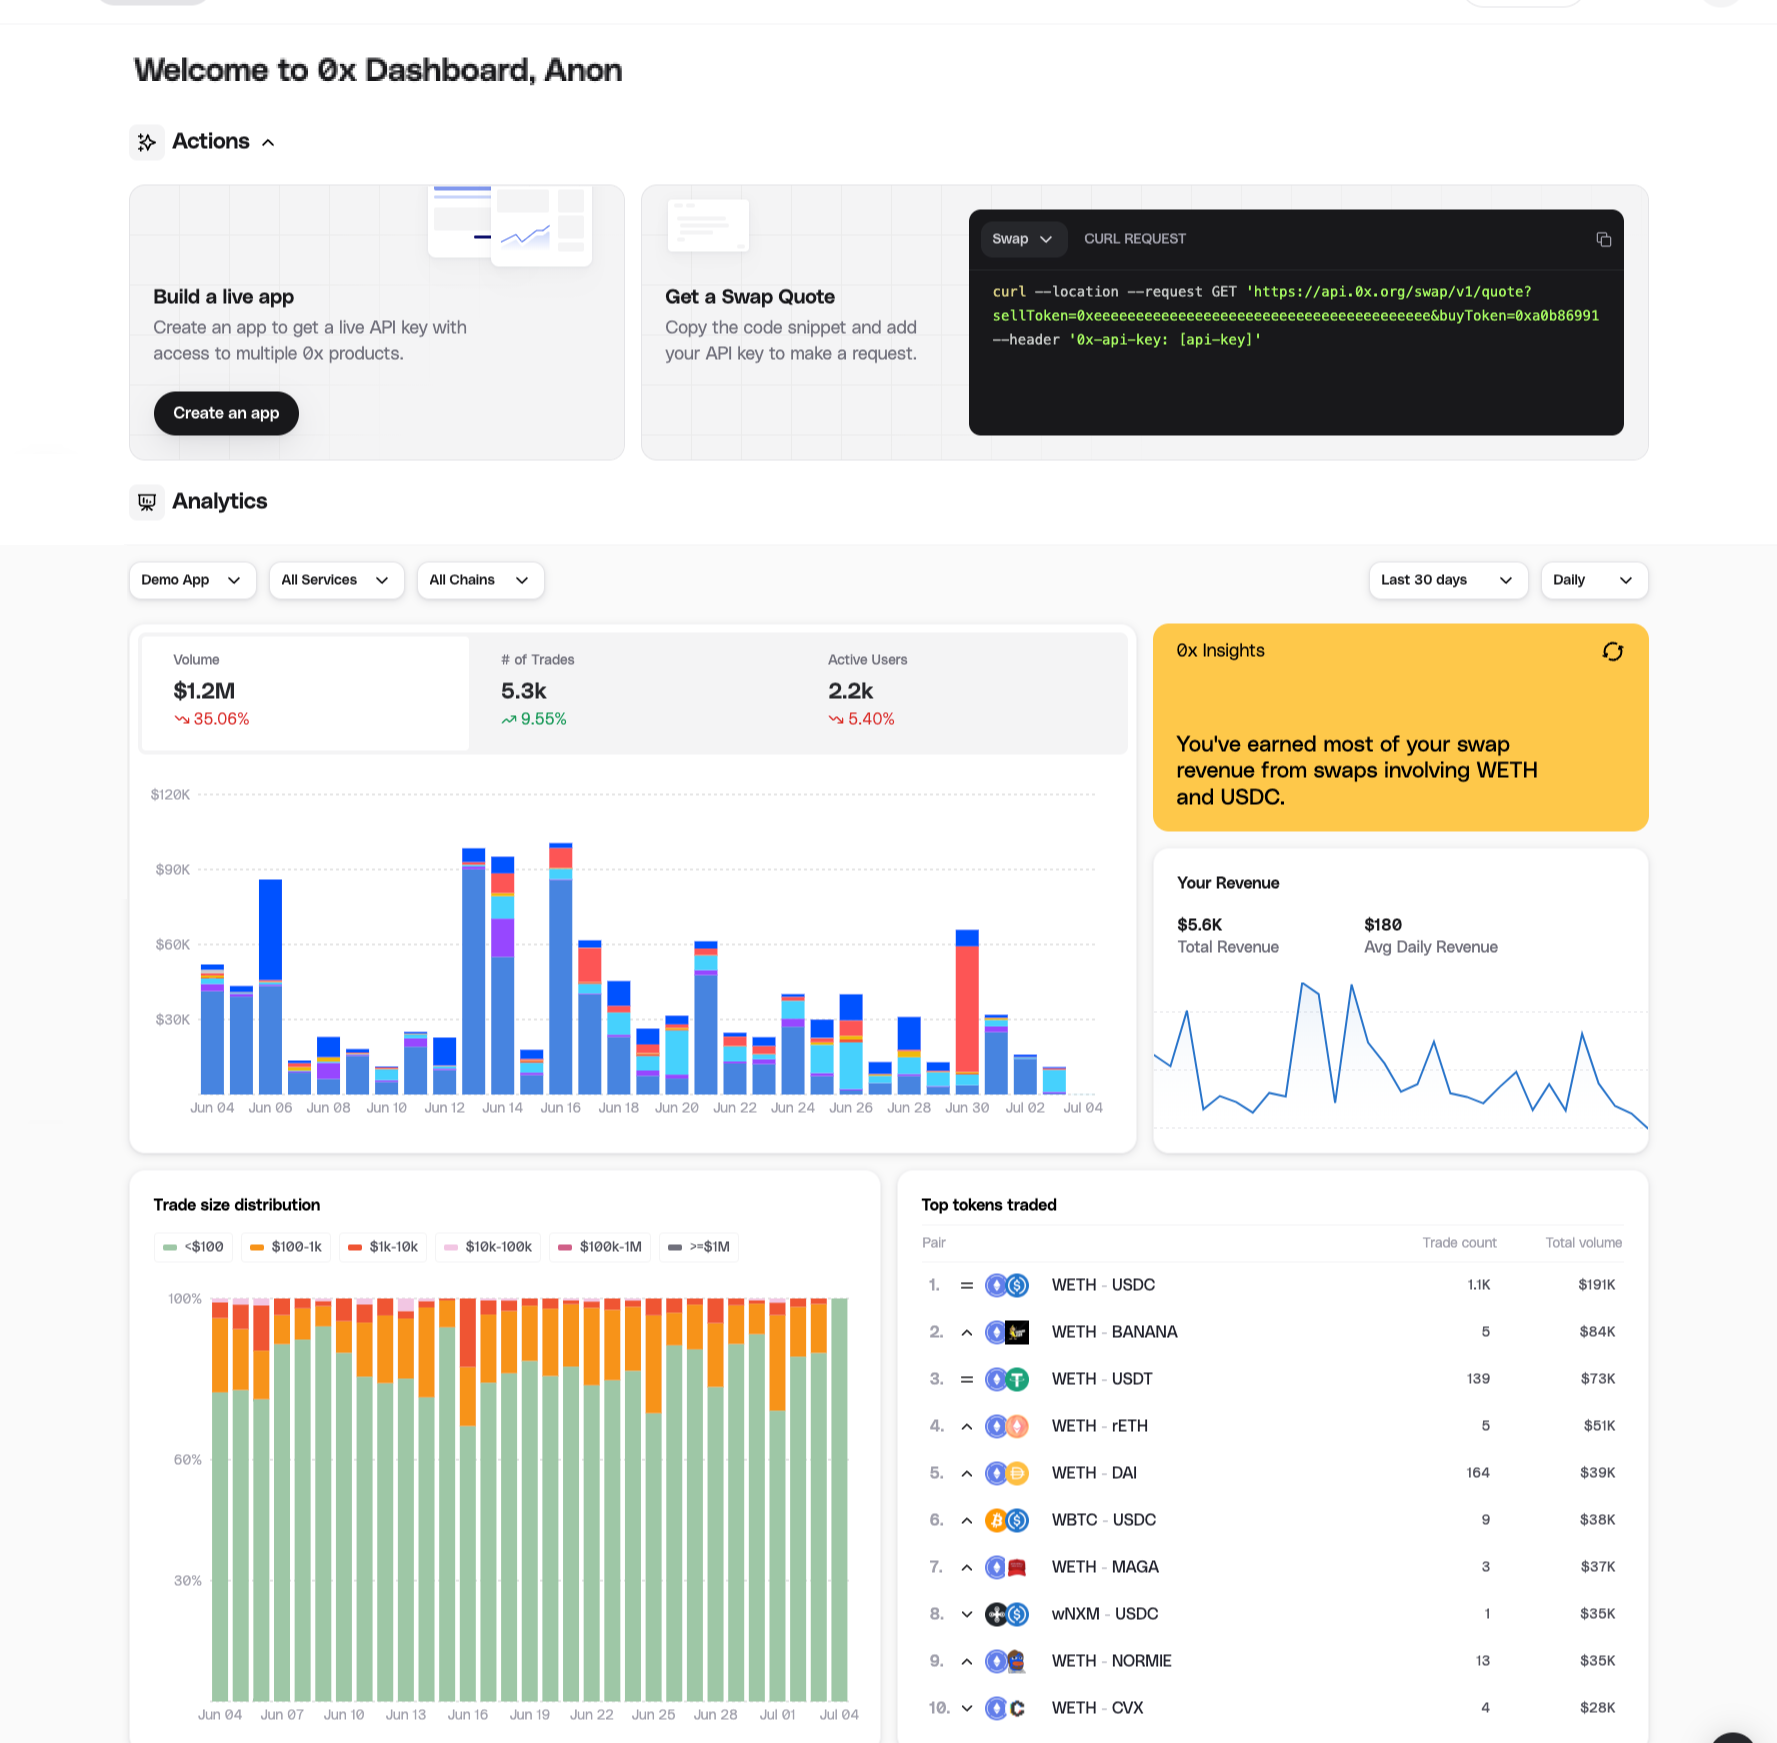 Welcome to 0x Dashboard, Anon
Actions
Build a live app
Create an app to get a live API key with
access to multiple 0x products.
Create an app
Get a Swap Quote
Copy the code snippet and add
your API key to make a request.
Swap
CURL REQUEST
curl --location --request GET 'https://api.0x.org/swap/v1/quote?
sellToken=0xeeeeeeeeeeeeeeeeeeeeeeeeeeeeeeeeeeeeeeee&buyToken=0xa0b86991
--header '0x-api-key: [api-key]'
Analytics
Demo App
All Services
All Chains
Last 30 days
Daily
Volume
$1.2M
35.06%
# of Trades
5.3k
9.55%
Active Users
2.2k
5.40%
$120K
$90K
$60K
$30K
Jun 04 Jun 06 Jun 08 Jun 10 Jun 12 Jun 14 Jun 16 Jun 18 Jun 20 Jun 22 Jun 24 Jun 26 Jun 28 Jun 30 Jul 02 Jul 04
0x Insights
You've earned most of your swap
revenue from swaps involving WETH
and USDC.
Your Revenue
$5.6K
Total Revenue
$180
Avg Daily Revenue
Trade size distribution
<$100 $100-1k $1k-10k $10k-100k $100k-1M >=$1M
100%
60%
30%
Jun 04 Jun 07 Jun 10 Jun 13 Jun 16 Jun 19 Jun 22 Jun 25 Jun 28 Jul 01 Jul 04
Top tokens traded
Pair Trade count Total volume
1. WETH - USDC 1.1K $191K
2. WETH - BANANA 5 $84K
3. WETH - USDT 139 $73K
4. WETH - rETH 5 $51K
5. WETH - DAI 164 $39K
6. WBTC - USDC 9 $38K
7. WETH - MAGA 3 $37K
8. wNXM - USDC 1 $35K
9. WETH - NORMIE 13 $35K
10. WETH - CVX 4 $28K